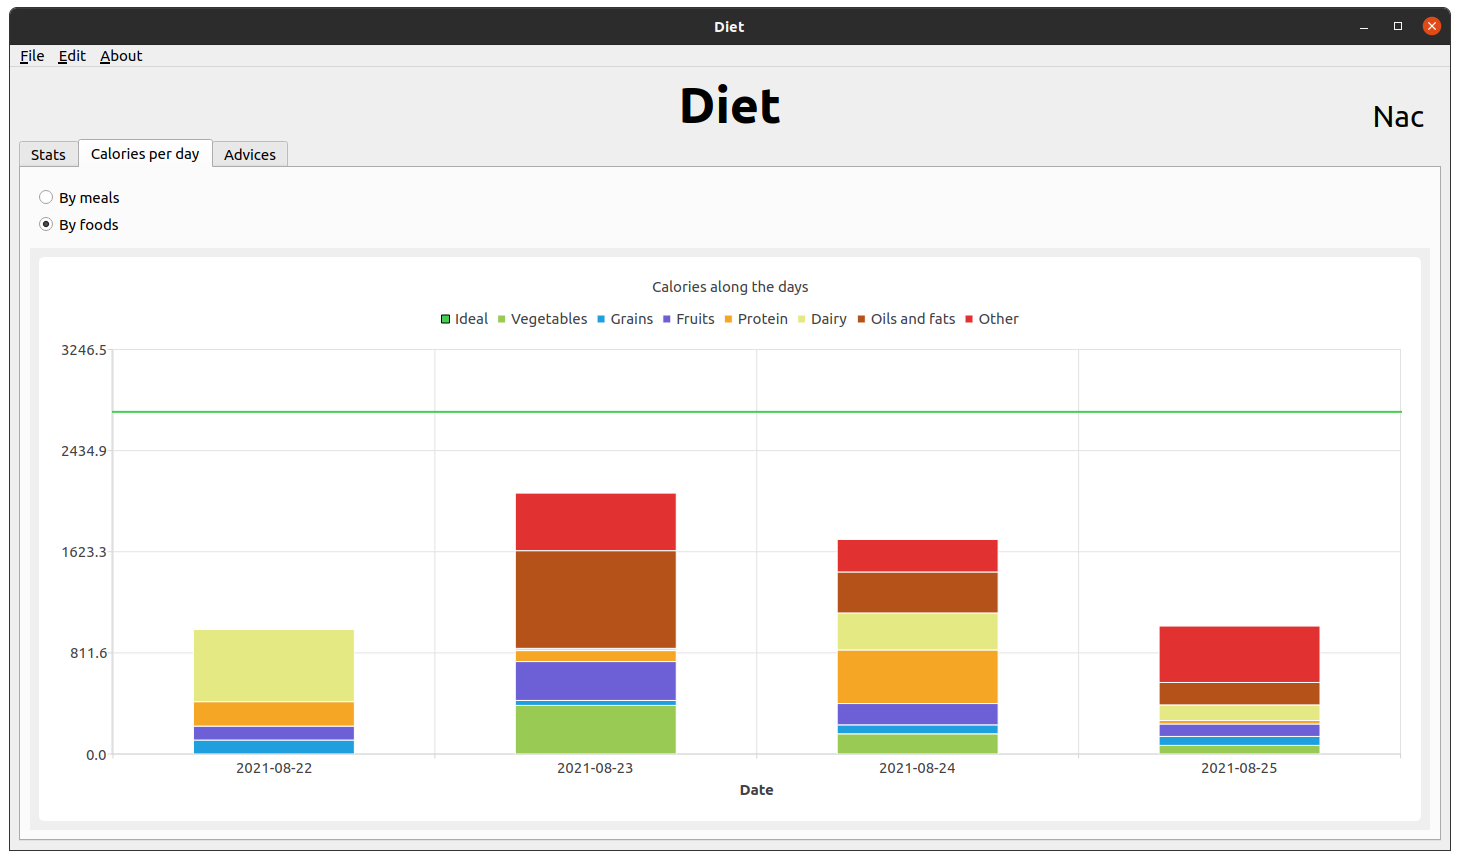 Diet
File Edit About
Diet
Nac
Stats Calories per day Advices
By meals
By foods
Calories along the days
Ideal Vegetables Grains Fruits Protein Dairy Oils and fats Other
3246.5
2434.9
1623.3
811.6
0.0
2021-08-22 2021-08-23 2021-08-24 2021-08-25
Date